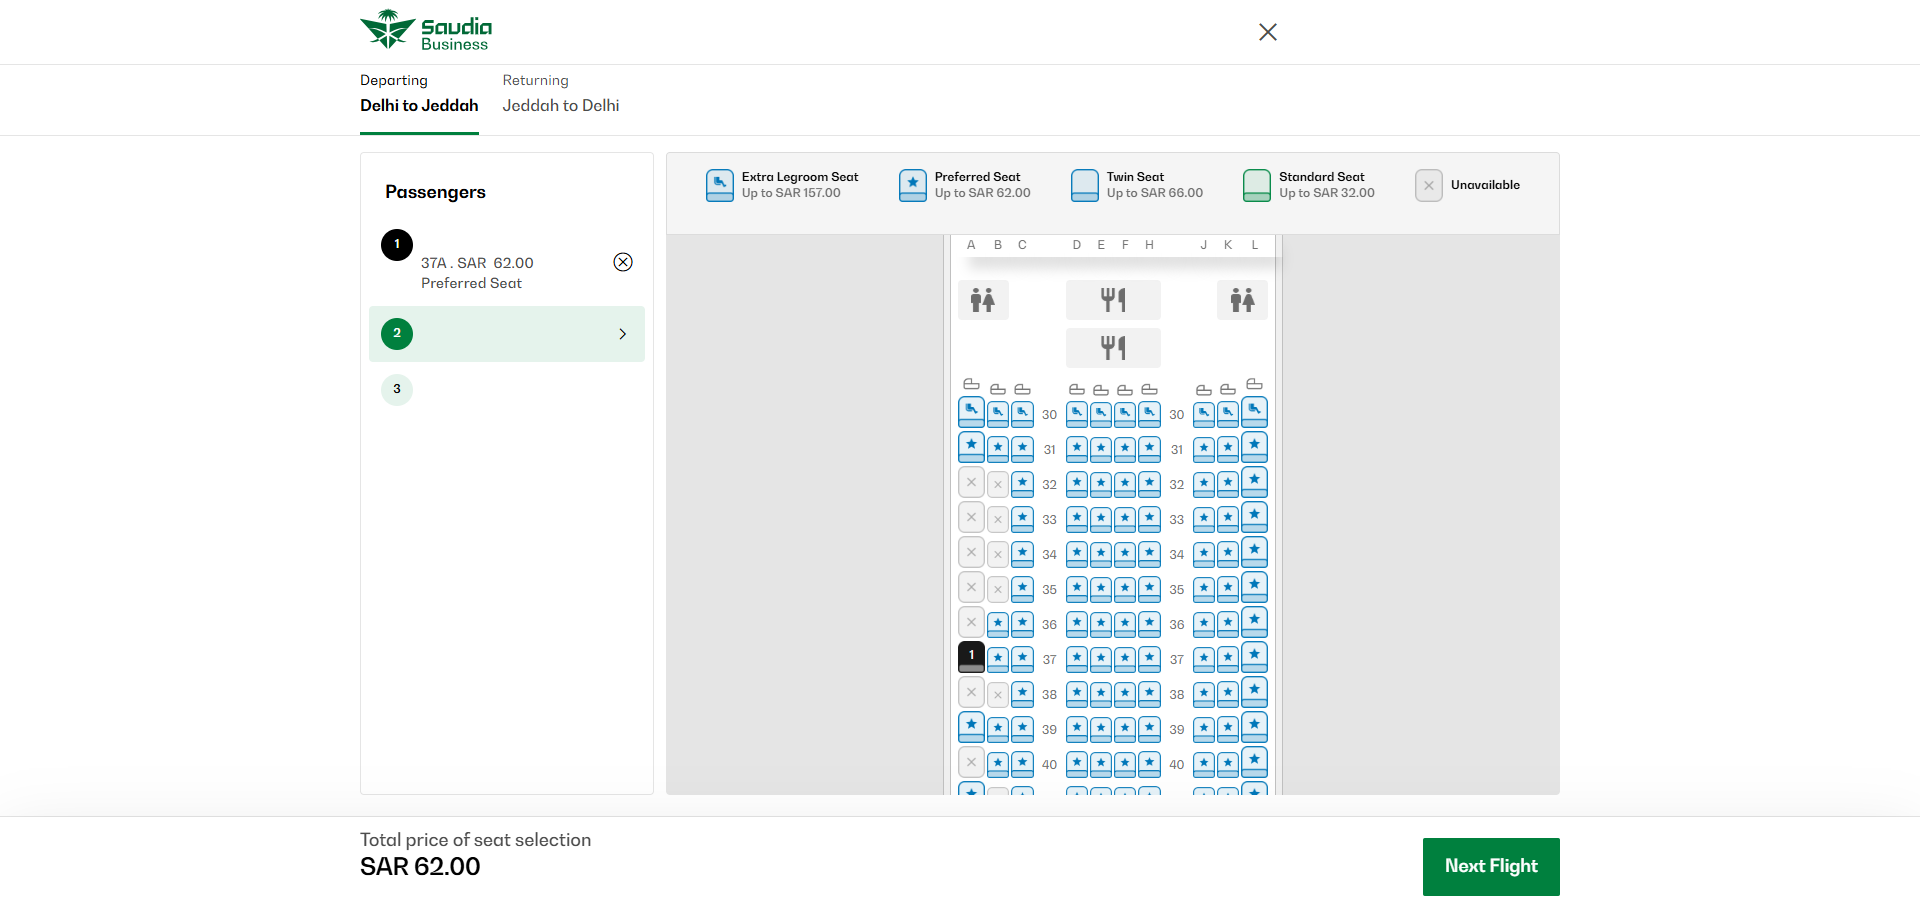 Saudia
Business
Departing
Delhi to Jeddah
Returning
Jeddah to Delhi
Passengers
1
37A . SAR 62.00
Preferred Seat
2
3
Extra Legroom Seat
Up to SAR 157.00
Preferred Seat
Up to SAR 62.00
Twin Seat
Up to SAR 66.00
Standard Seat
Up to SAR 32.00
Unavailable
A B C D E F H J K L
30 30
31 31
32 32
33 33
34 34
35 35
36 36
1 37 37
38 38
39 39
40 40
Total price of seat selection
SAR 62.00
Next Flight